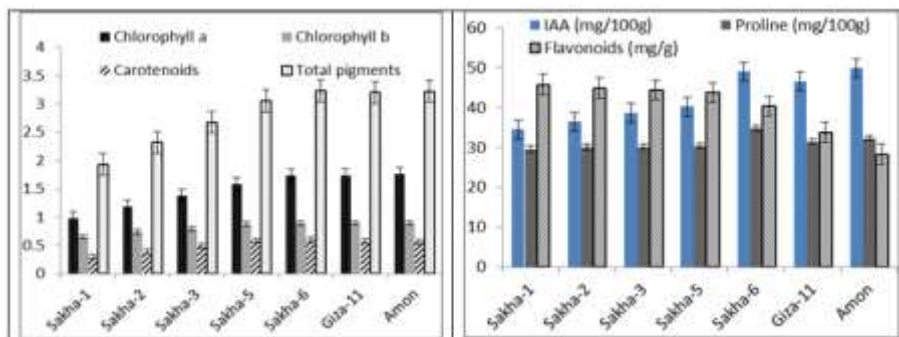 4
3.5
3
2.5
2
1.5
1
0.5
0
Chlorophyll a
Chlorophyll b
Carotenoids
Total pigments
Sakha-1
Sakha-2
Sakha-3
Sakha-5
Sakha-6
Giza-11
Amon
60
50
40
30
20
10
0
IAA (mg/100g)
Proline (mg/100g)
Flavonoids (mg/g)
Sakha-1
Sakha-2
Sakha-3
Sakha-5
Sakha-6
Giza-11
Amon